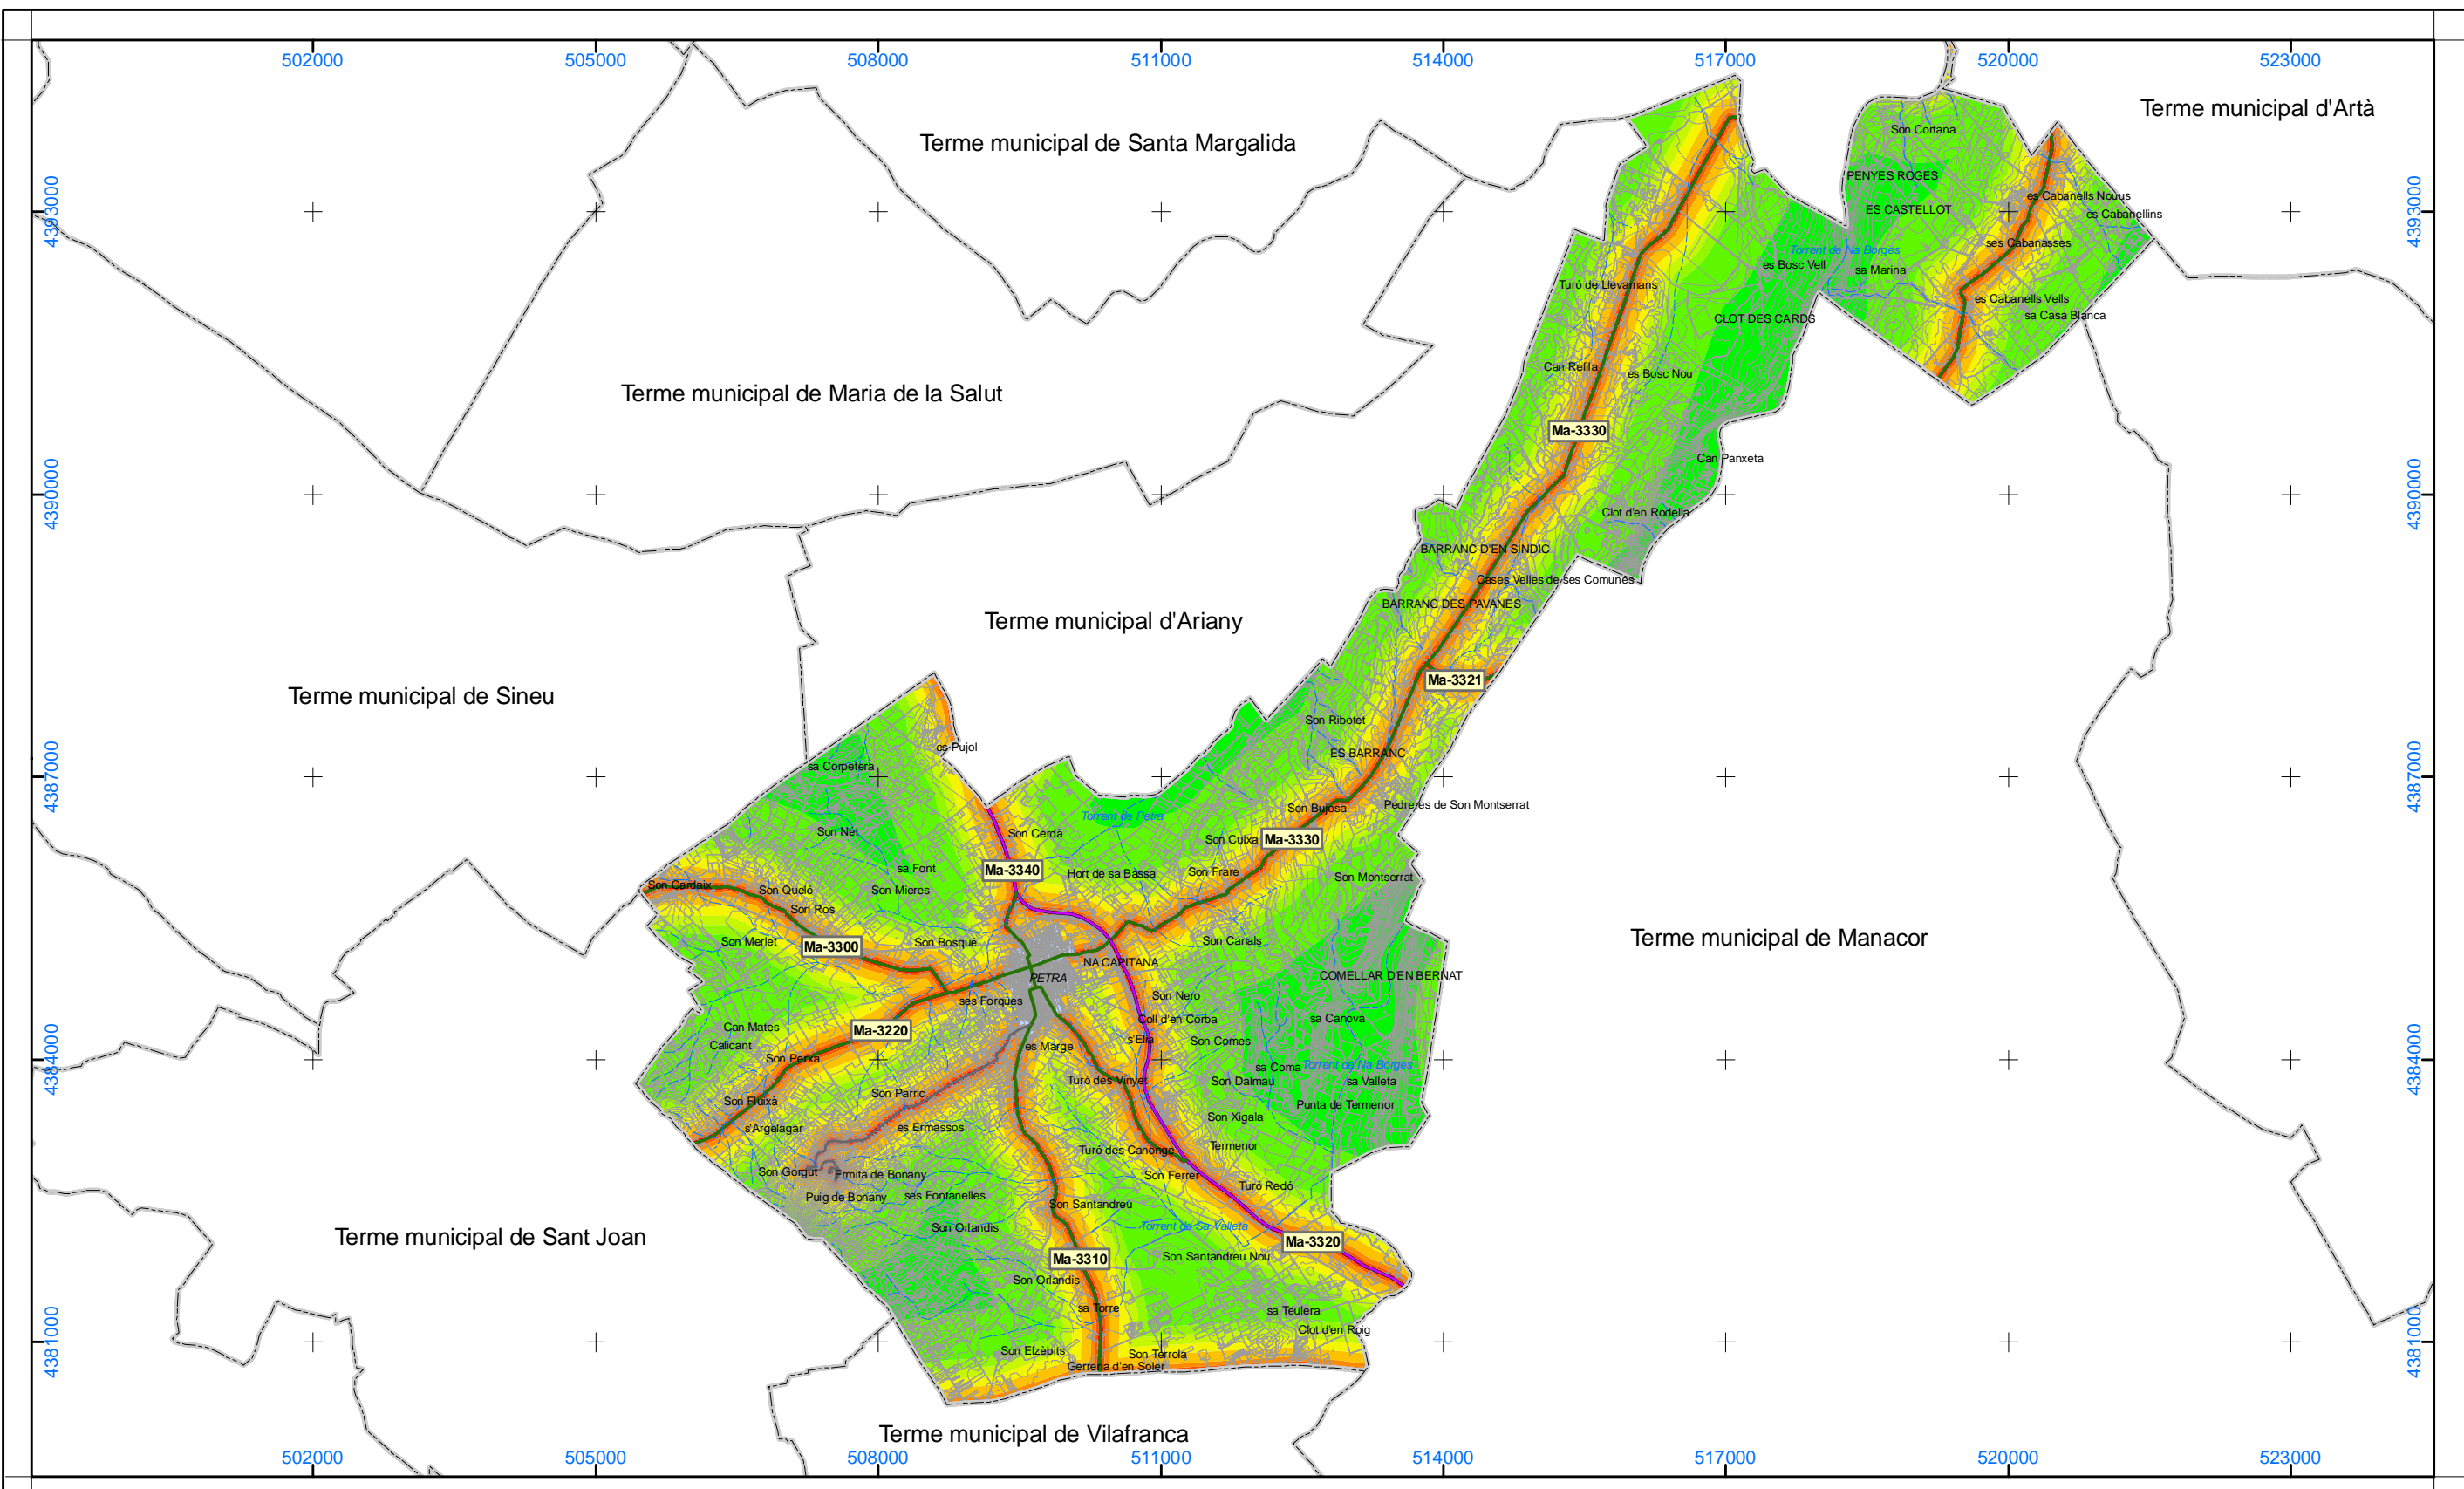 502000 505000 508000 511000 514000 517000 520000 523000
Terme municipal d'Artà
Terme municipal de Santa Margalida
Son Cortana
PENYES ROGES
4393000
es Cabanells Nous
4393000
ES CASTELLOT
es Cabanellins
ses Cabanasses
Torrent de Na Borges
es Bosc Vell
sa Marina
Turó de Llevamans
es Cabanells Vells
CLOT DES CARDS
sa Casa Blanca
Can Refila
es Bosc Nou
Terme municipal de Maria de la Salut
Ma-3330
Can Panxeta
4390000
4390000
Clot d'en Rodella
BARRANC D'EN SÍNDIC
Cases Velles de ses Comunes
BARRANC DES PAVANES
Terme municipal d'Ariany
Ma-3321
Terme municipal de Sineu
Son Ribotet
es Pujol
ES BARRANC
sa Corpetera
4387000
4387000
Pedreres de Son Montserrat
Son Bujosa
Torrent de Petra
Son Nét
Son Cerdà
Son Cuixa
Ma-3330
sa Font
Ma-3340
Hort de sa Bassa
Son Frare
Son Montserrat
Son Cardaix
Son Queló
Son Mieres
Son Ros
Son Merlet
Ma-3300
Son Bosquè
Son Canals
Terme municipal de Manacor
NA CAPITANA
PETRA
COMELLAR D'EN BERNAT
ses Forques
Son Nero
Can Mates
Ma-3220
Coll d'en Corba
sa Canova
Calicant
es Marge
s'Elia
Son Comes
4384000
4384000
Son Perxa
sa Coma
Torrent de Na Borges
Turó des Vinyet
Son Dalmau
sa Valleta
Son Fluixà
Son Parric
Punta de Termenor
Son Xigala
s'Argelagar
es Ermassos
Turó des Canonge
Termenor
Son Gorgut
Ermita de Bonany
Son Ferrer
Turó Redó
Puig de Bonany
ses Fontanelles
Son Santandreu
Son Orlandis
Torrent de Sa Valleta
Terme municipal de Sant Joan
Ma-3320
Ma-3310
Son Santandreu Nou
Son Orlandis
sa Torre
sa Teulera
Clot d'en Roig
4381000
4381000
Son Elzèbits
Son Terrola
Gerreria d'en Soler
Terme municipal de Vilafranca
502000 505000 508000 511000 514000 517000 520000 523000